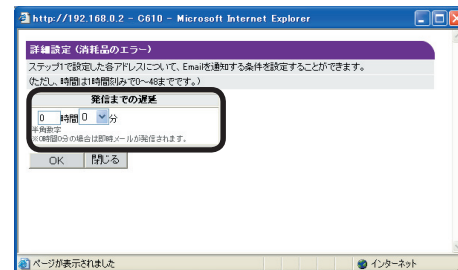 http://192.168.0.2 - C610 - Microsoft Internet Explorer
詳細設定（消耗品のエラー）
ステップ1で設定した各アドレスについて、Emailを通知する条件を設定することができます。
（ただし、時間は1時間刻みで0～48までです。）
発信までの遅延
0 時間 0 分
半角数字
※0時間0分の場合は即時メールが発信されます。
OK 閉じる
ページが表示されました インターネット